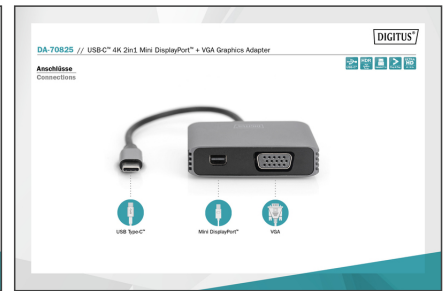 DIGITUS®
DA-70825 // USB-C™ 4K 2in1 Mini DisplayPort™ + VGA Graphics Adapter
Anschlüsse
Connections
USB Type-C™
Mini DisplayPort™
VGA